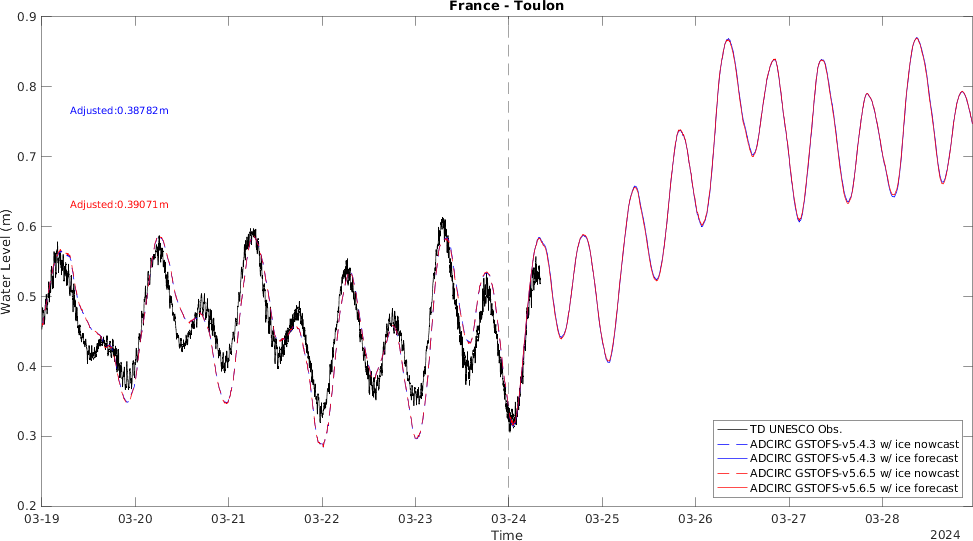 France - Toulon
Water Level (m)
0.9
0.8
0.7
0.6
0.5
0.4
0.3
0.2
Adjusted:0.38782m
Adjusted:0.39071m
TD UNESCO Obs.
ADCIRC GSTOFS-v5.4.3 w/ ice nowcast
ADCIRC GSTOFS-v5.4.3 w/ ice forecast
ADCIRC GSTOFS-v5.6.5 w/ ice nowcast
ADCIRC GSTOFS-v5.6.5 w/ ice forecast
03-19 03-20 03-21 03-22 03-23 03-24 03-25 03-26 03-27 03-28
Time
2024